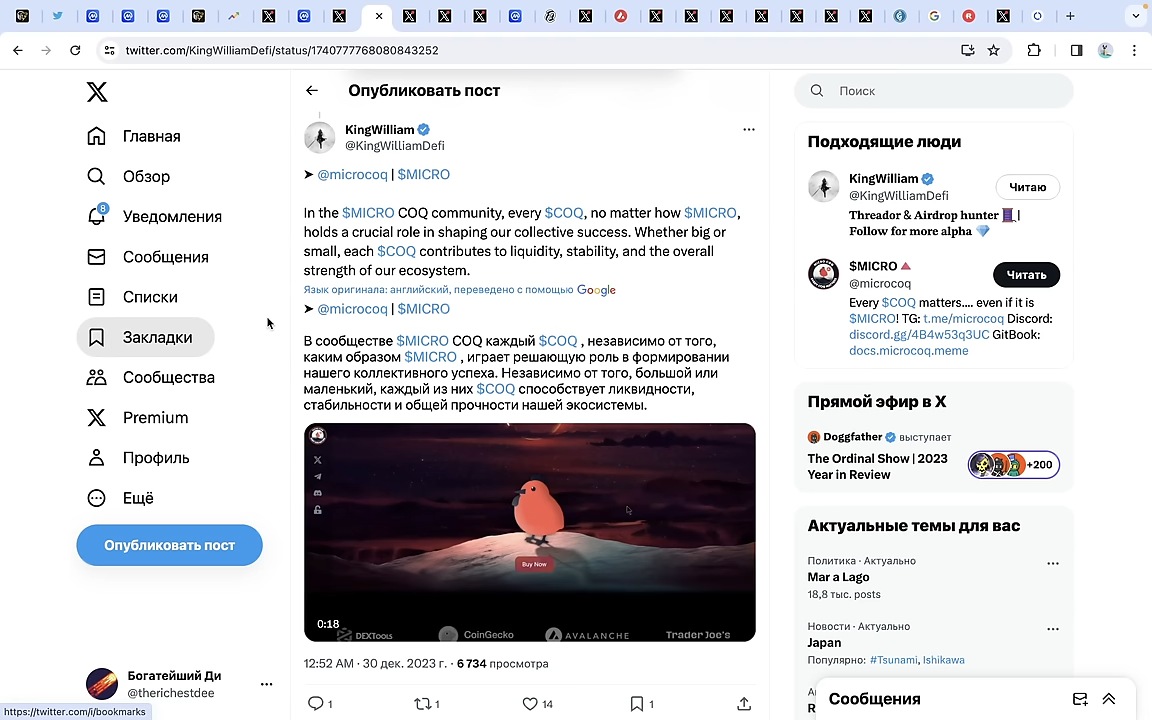 twitter.com/KingWilliamDefi/status/1740777768080843252
Главная
Обзор
8
Уведомления
Сообщения
Списки
Закладки
Сообщества
Premium
Профиль
Ещё
Опубликовать пост
Богатейший Ди
@therichestdee
https://twitter.com/i/bookmarks
Опубликовать пост
KingWilliam
@KingWilliamDefi
➤ @microcoq | $MICRO
In the $MICRO COQ community, every $COQ, no matter how $MICRO,
holds a crucial role in shaping our collective success. Whether big or
small, each $COQ contributes to liquidity, stability, and the overall
strength of our ecosystem.
Язык оригинала: английский, переведено с помощью Google
➤ @microcoq | $MICRO
В сообществе $MICRO COQ каждый $COQ , независимо от того,
каким образом $MICRO , играет решающую роль в формировании
нашего коллективного успеха. Независимо от того, большой или
маленький, каждый из них $COQ способствует ликвидности,
стабильности и общей прочности нашей экосистемы.
Buy Now
0:18
DEXTools
CoinGecko
AVALANCHE
Trader Joe's
12:52 AM · 30 дек. 2023 г. · 6 734 просмотра
1
1
14
1
Поиск
Подходящие люди
KingWilliam
@KingWilliamDefi
Читаю
Threador & Airdrop hunter |
Follow for more alpha
$MICRO
@microcoq
Читать
Every $COQ matters.... even if it is
$MICRO! TG: t.me/microcoq Discord:
discord.gg/4B4w53q3UC GitBook:
docs.microcoq.meme
Прямой эфир в X
Doggfather выступает
The Ordinal Show | 2023
Year in Review
+200
Актуальные темы для вас
Политика · Актуально
Mar a Lago
18,8 тыс. posts
Новости · Актуально
Japan
Популярно: #Tsunami, Ishikawa
Сообщения